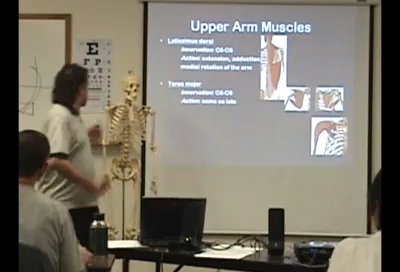 Upper Arm Muscles
• Latissimus dorsi
Innervation: C6-C8
Action: extension, adduction,
medial rotation of the arm
• Teres major
Innervation: C5-C6
Action: same as lats
E